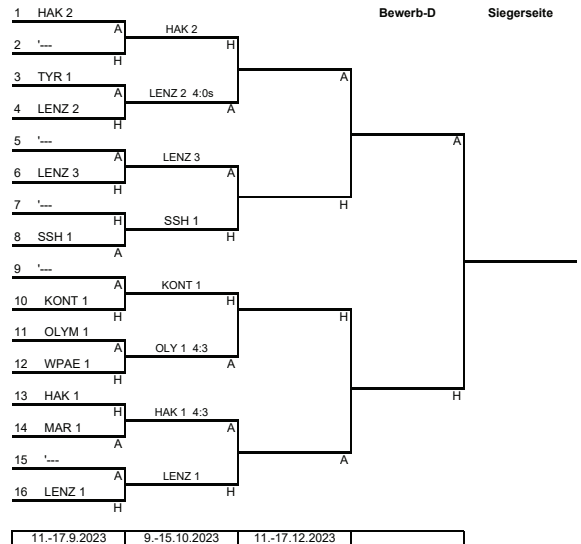 Bewerb-D Siegerseite
1 HAK 2
A HAK 2
2 '---
H H
3 TYR 1 A
A LENZ 2 4:0s
4 LENZ 2 A
H
5 '--- A
A LENZ 3
6 LENZ 3 A
H
7 '--- H
H SSH 1
8 SSH 1 H
A
9 '---
A KONT 1
10 KONT 1 H
H
11 OLYM 1 H
A OLY 1 4:3
12 WPAE 1 A
H
13 HAK 1 H
H HAK 1 4:3
14 MAR 1 A
A
15 '--- A
A LENZ 1
16 LENZ 1 H
H
11.-17.9.2023 9.-15.10.2023 11.-17.12.2023